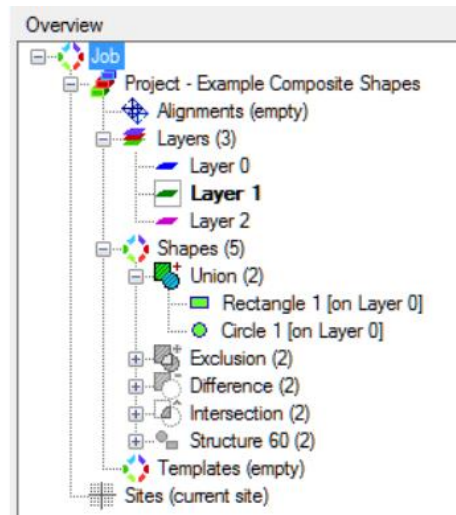 Overview
Job
Project - Example Composite Shapes
Alignments (empty)
Layers (3)
Layer 0
Layer 1
Layer 2
Shapes (5)
Union (2)
Rectangle 1 [on Layer 0]
Circle 1 [on Layer 0]
Exclusion (2)
Difference (2)
Intersection (2)
Structure 60 (2)
Templates (empty)
Sites (current site)